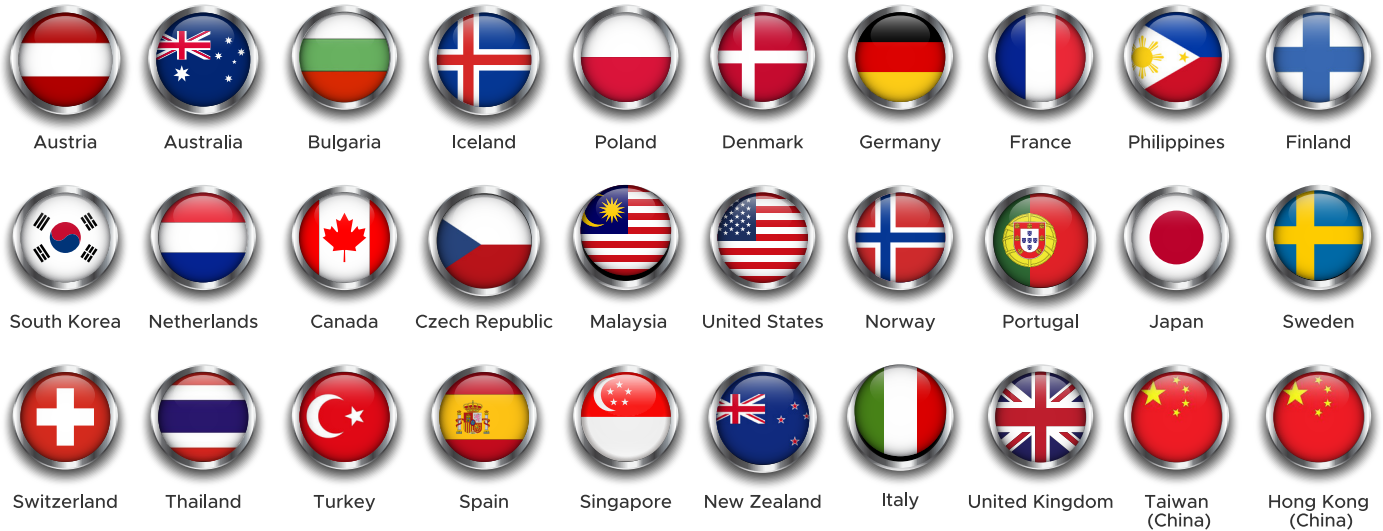 Austria
Australia
Bulgaria
Iceland
Poland
Denmark
Germany
France
Philippines
Finland
South Korea
Netherlands
Canada
Czech Republic
Malaysia
United States
Norway
Portugal
Japan
Sweden
Switzerland
Thailand
Turkey
Spain
Singapore
New Zealand
Italy
United Kingdom
Taiwan
(China)
Hong Kong
(China)